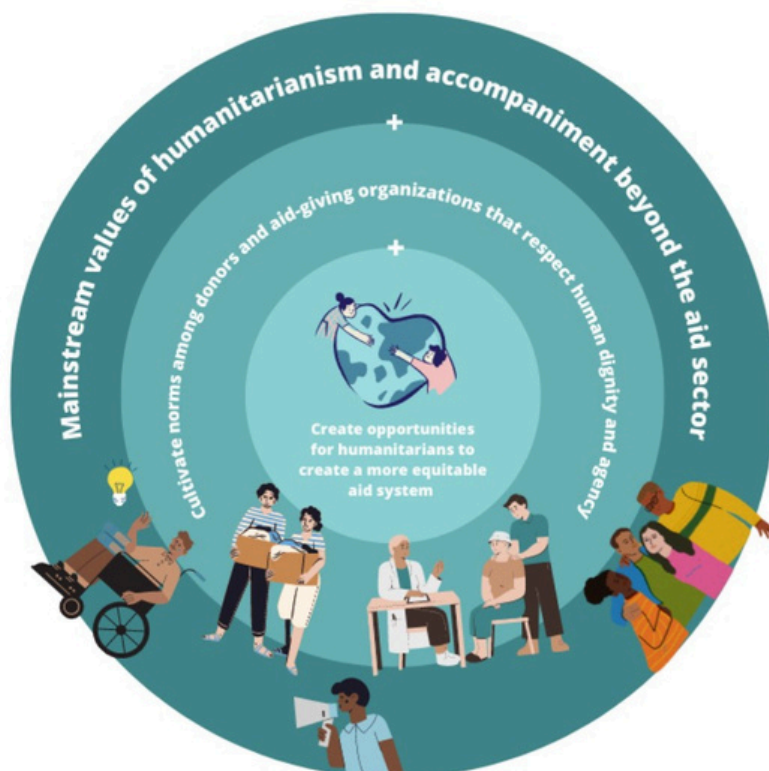 Mainstream values of humanitarianism and accompaniment beyond the aid sector
+
Cultivate norms among donors and aid-giving organizations that respect human dignity and agency
+
Create opportunities
for humanitarians to
create a more equitable
aid system